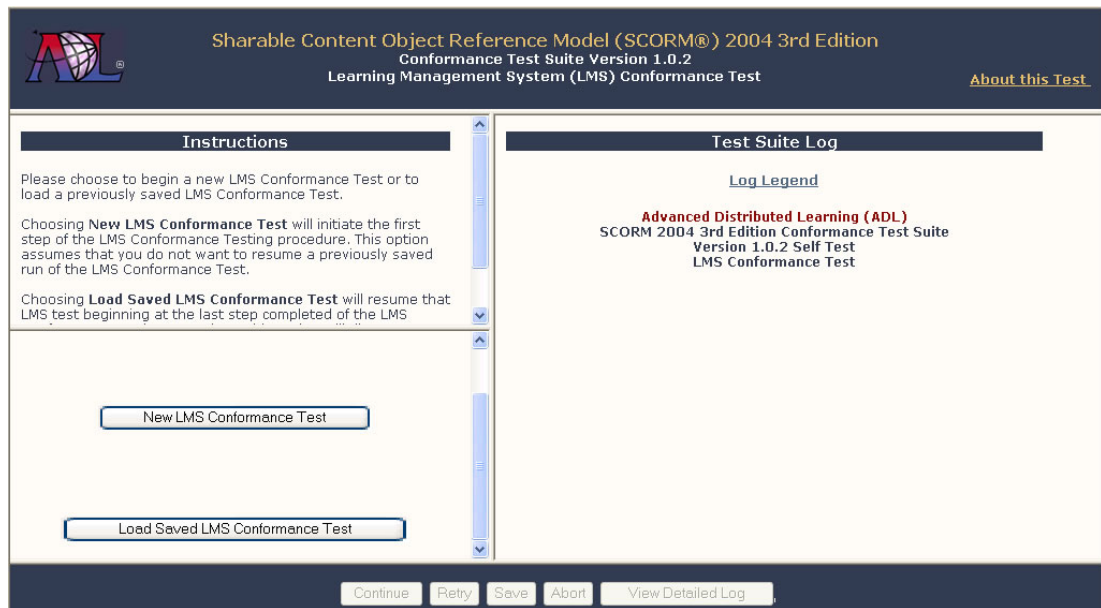 ADL®
Sharable Content Object Reference Model (SCORM®) 2004 3rd Edition
Conformance Test Suite Version 1.0.2
Learning Management System (LMS) Conformance Test
About this Test
Instructions
Please choose to begin a new LMS Conformance Test or to
load a previously saved LMS Conformance Test.
Choosing New LMS Conformance Test will initiate the first
step of the LMS Conformance Testing procedure. This option
assumes that you do not want to resume a previously saved
run of the LMS Conformance Test.
Choosing Load Saved LMS Conformance Test will resume that
LMS test beginning at the last step completed of the LMS
New LMS Conformance Test
Load Saved LMS Conformance Test
Test Suite Log
Log Legend
Advanced Distributed Learning (ADL)
SCORM 2004 3rd Edition Conformance Test Suite
Version 1.0.2 Self Test
LMS Conformance Test
Continue Retry Save Abort View Detailed Log